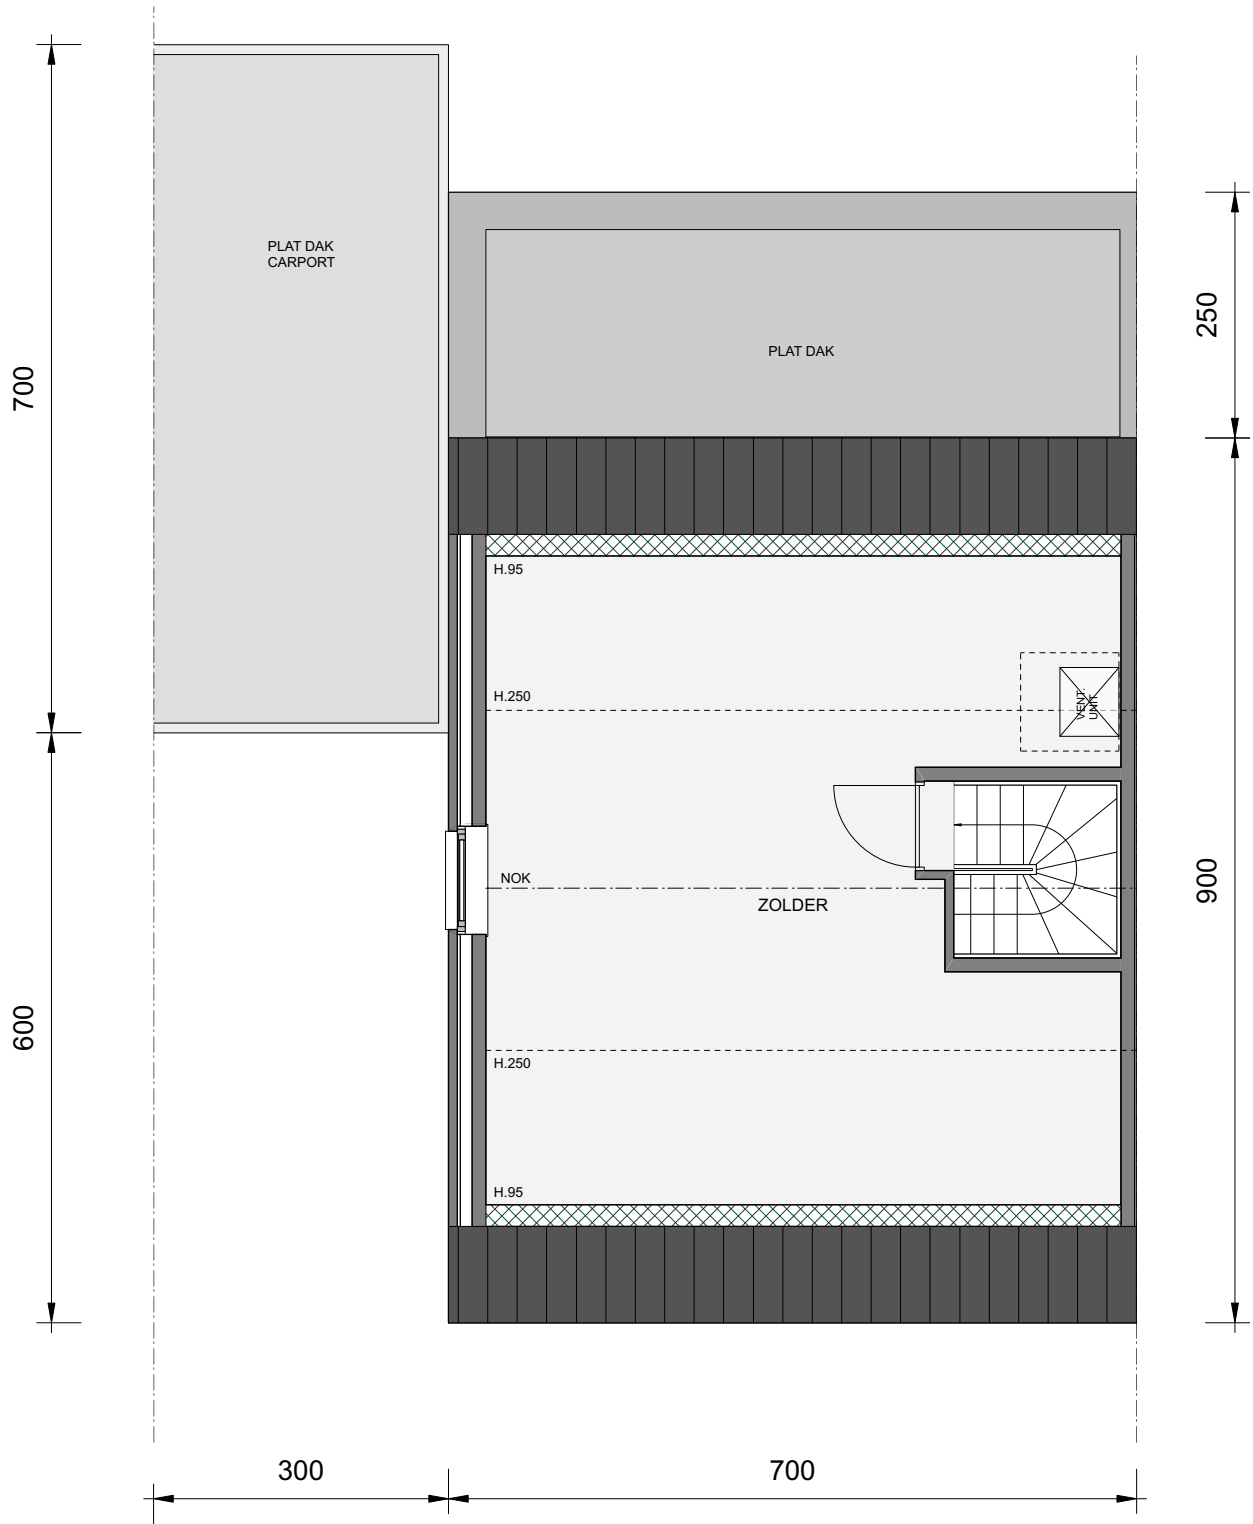 PLAT DAK
CARPORT
250
PLAT DAK
700
H.95
H.250
VENT.
UNIT
NOK
900
ZOLDER
600
H.250
H.95
300
700